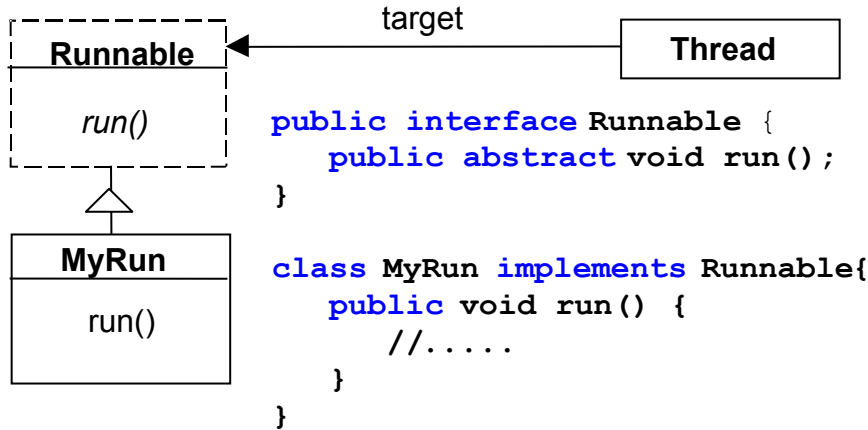 target
Runnable
Thread
run()
public interface Runnable {
public abstract void run();
}
MyRun
run()
class MyRun implements Runnable{
public void run() {
//.....
}
}